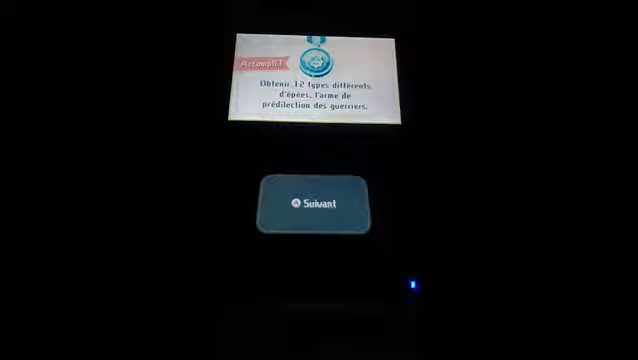 Accompli !
Obtenir 12 types différents
d'épées, l'arme de
prédilection des guerriers.
A Suivant